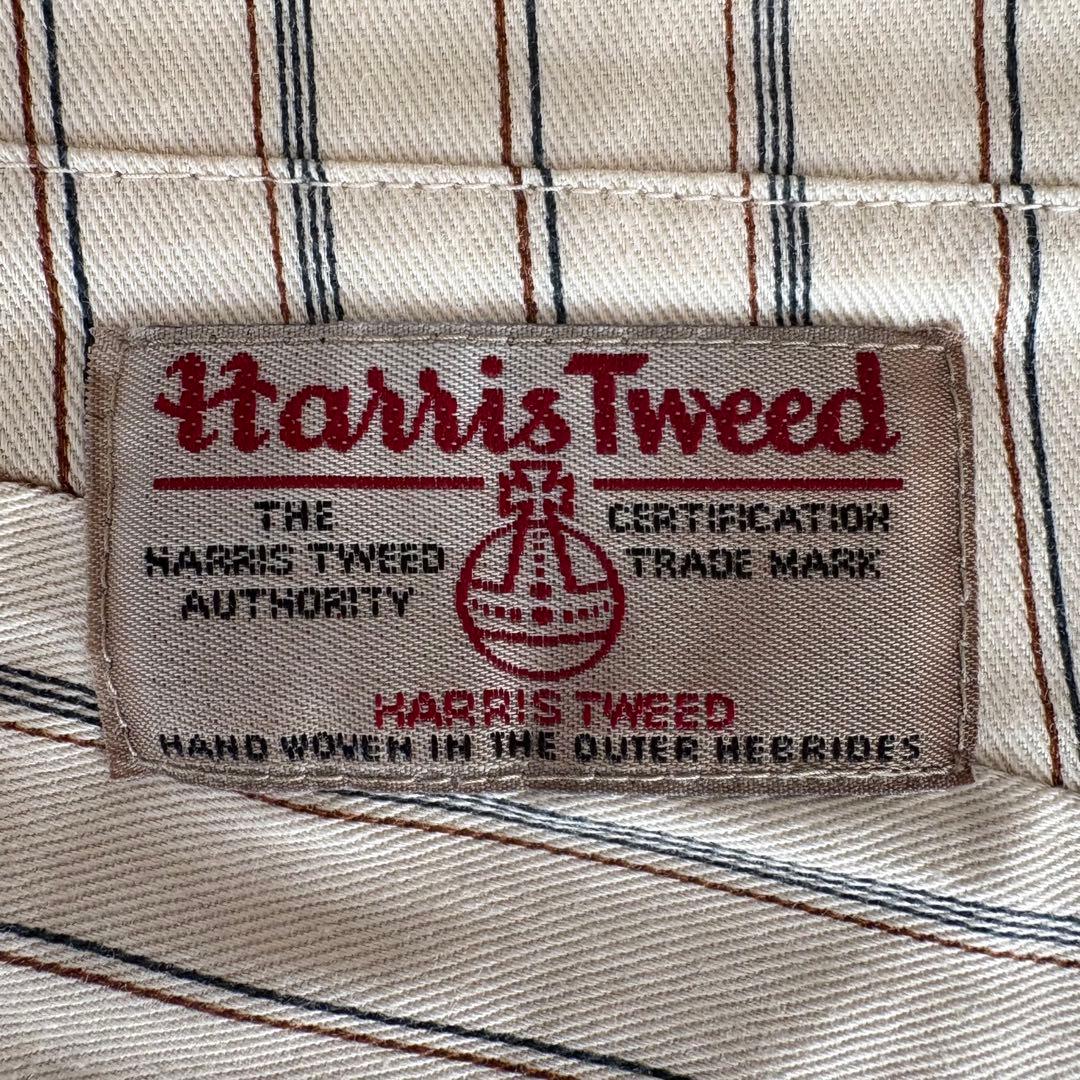 Harris Tweed
THE
HARRIS TWEED
AUTHORITY
CERTIFICATION
TRADE MARK
HARRIS TWEED
HAND WOVEN IN THE OUTER HEBRIDES